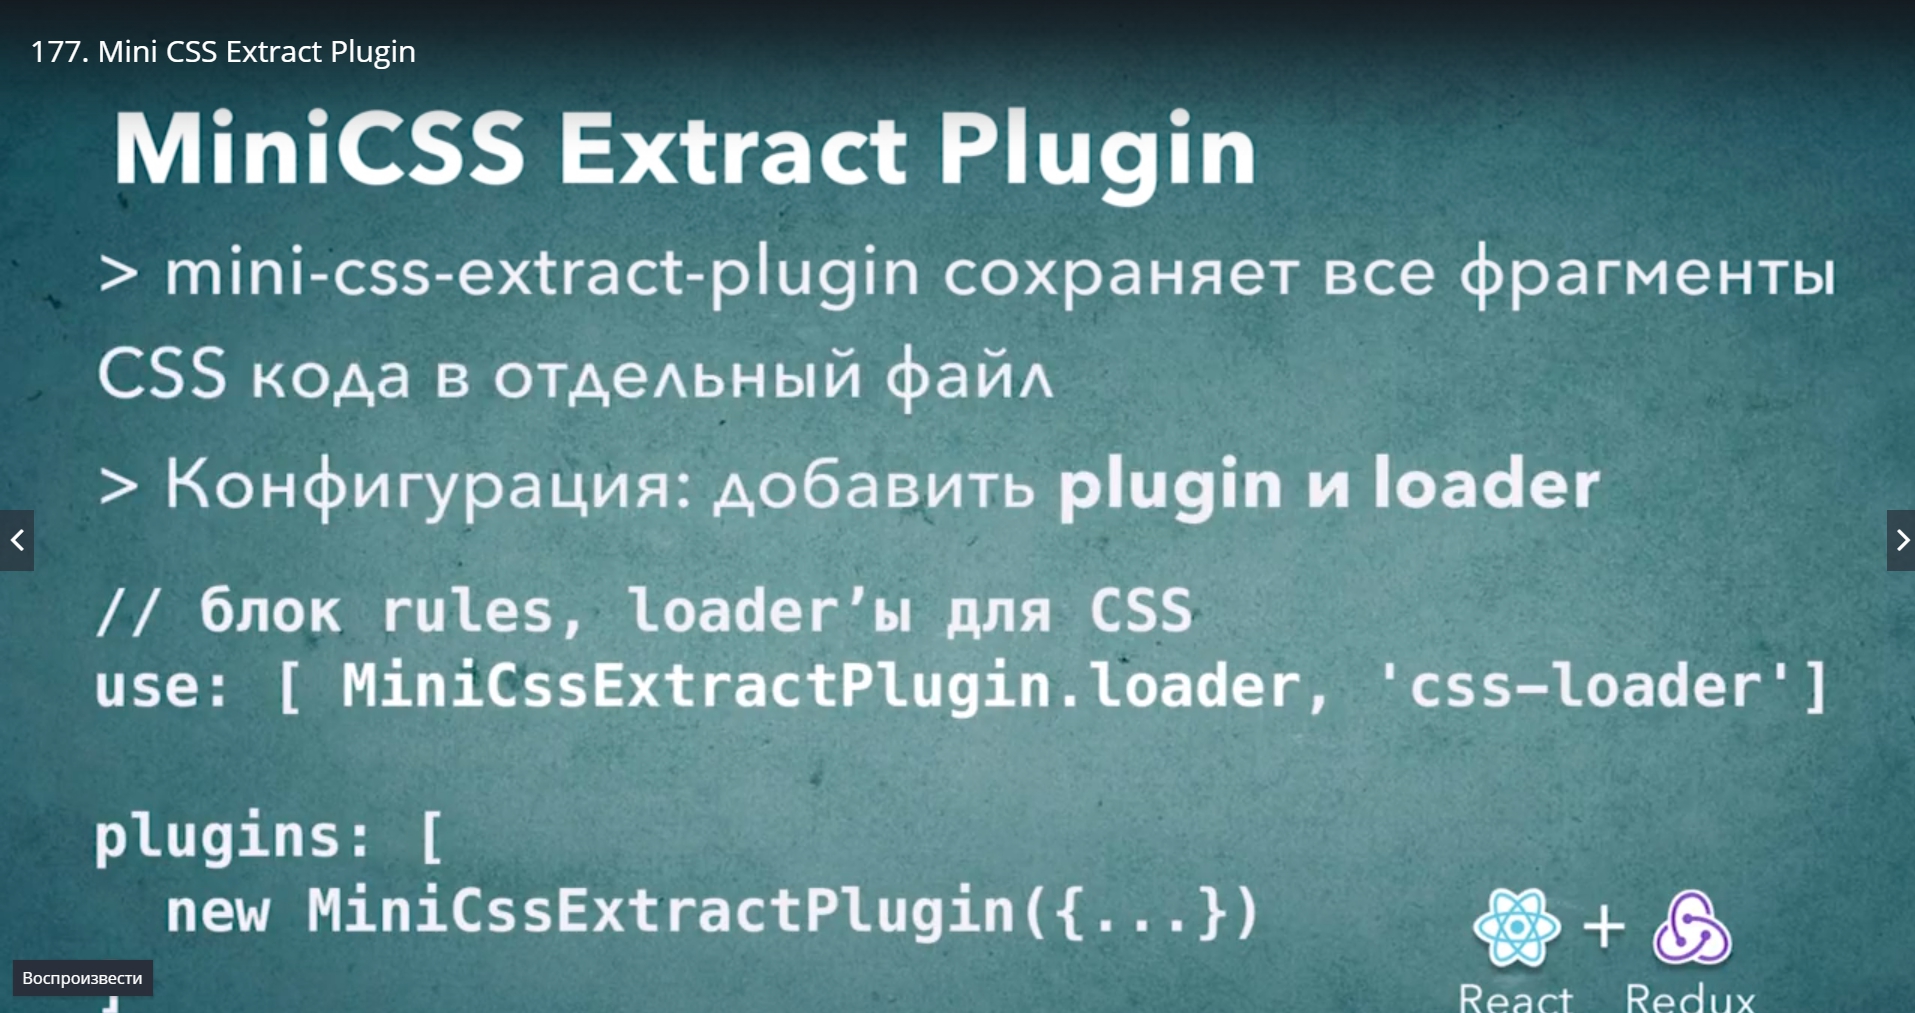 177. Mini CSS Extract Plugin
MiniCSS Extract Plugin
> mini-css-extract-plugin сохраняет все фрагменты
CSS кода в отдельный файл
> Конфигурация: добавить plugin и loader
// блок rules, loader’ы для CSS
use: [ MiniCssExtractPlugin.loader, 'css-loader']
plugins: [
new MiniCssExtractPlugin({...})
]
Воспроизвести
React + Redux